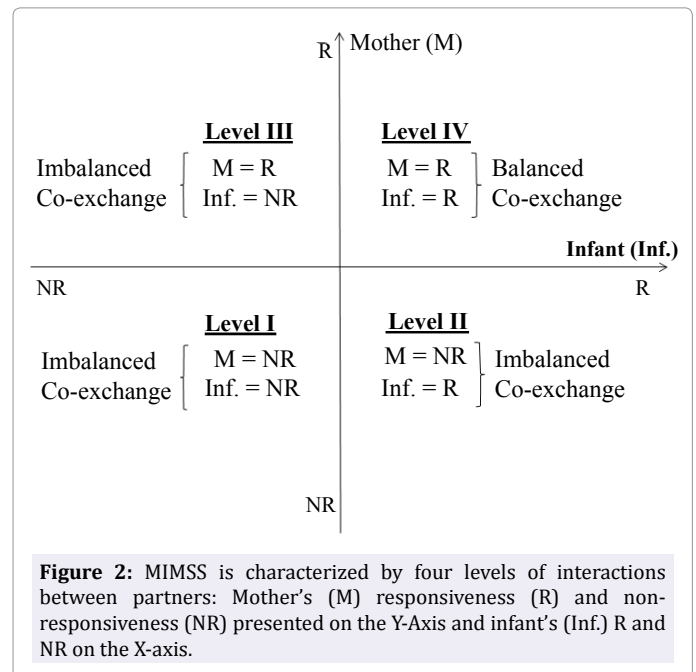 R Mother (M)
Level III
Imbalanced
Co-exchange
M = R
Inf. = NR
Level IV
M = R
Inf. = R
Balanced
Co-exchange
Infant (Inf.)
NR
R
Level I
Imbalanced
Co-exchange
M = NR
Inf. = NR
Level II
M = NR
Inf. = R
Imbalanced
Co-exchange
NR
Figure 2: MIMSS is characterized by four levels of interactions
between partners: Mother's (M) responsiveness (R) and non-
responsiveness (NR) presented on the Y-Axis and infant's (Inf.) R and
NR on the X-axis.